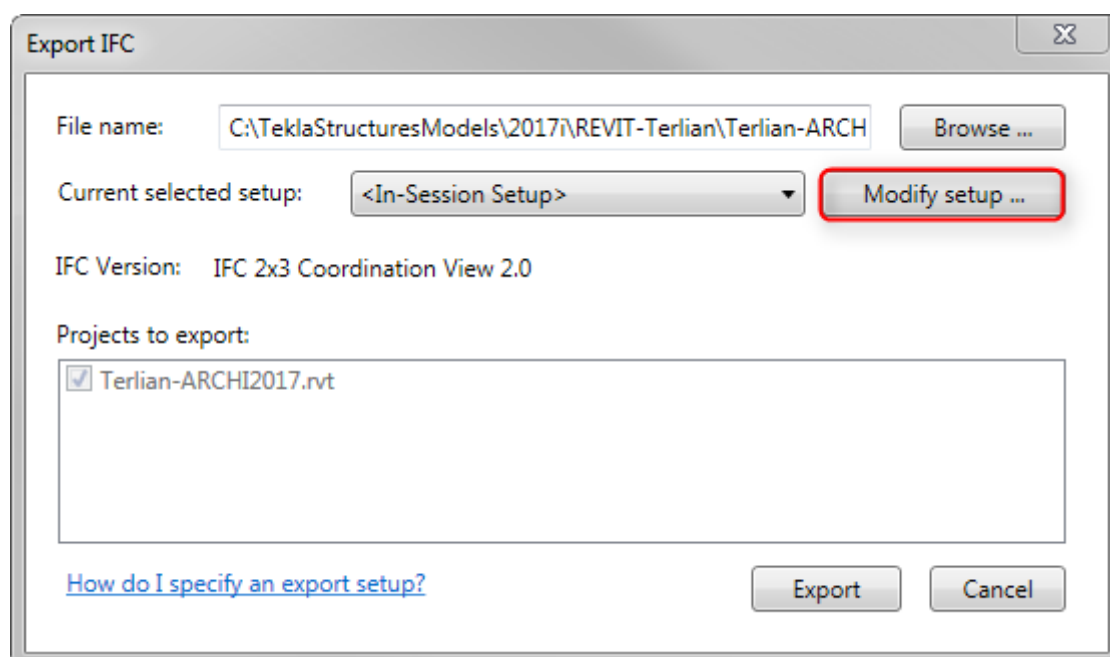 Export IFC
File name: C:\TeklaStructuresModels\2017i\REVIT-Terlian\Terlian-ARCH Browse ...
Current selected setup: <In-Session Setup> Modify setup ...
IFC Version: IFC 2x3 Coordination View 2.0
Projects to export:
Terlian-ARCHI2017.rvt
How do I specify an export setup? Export Cancel